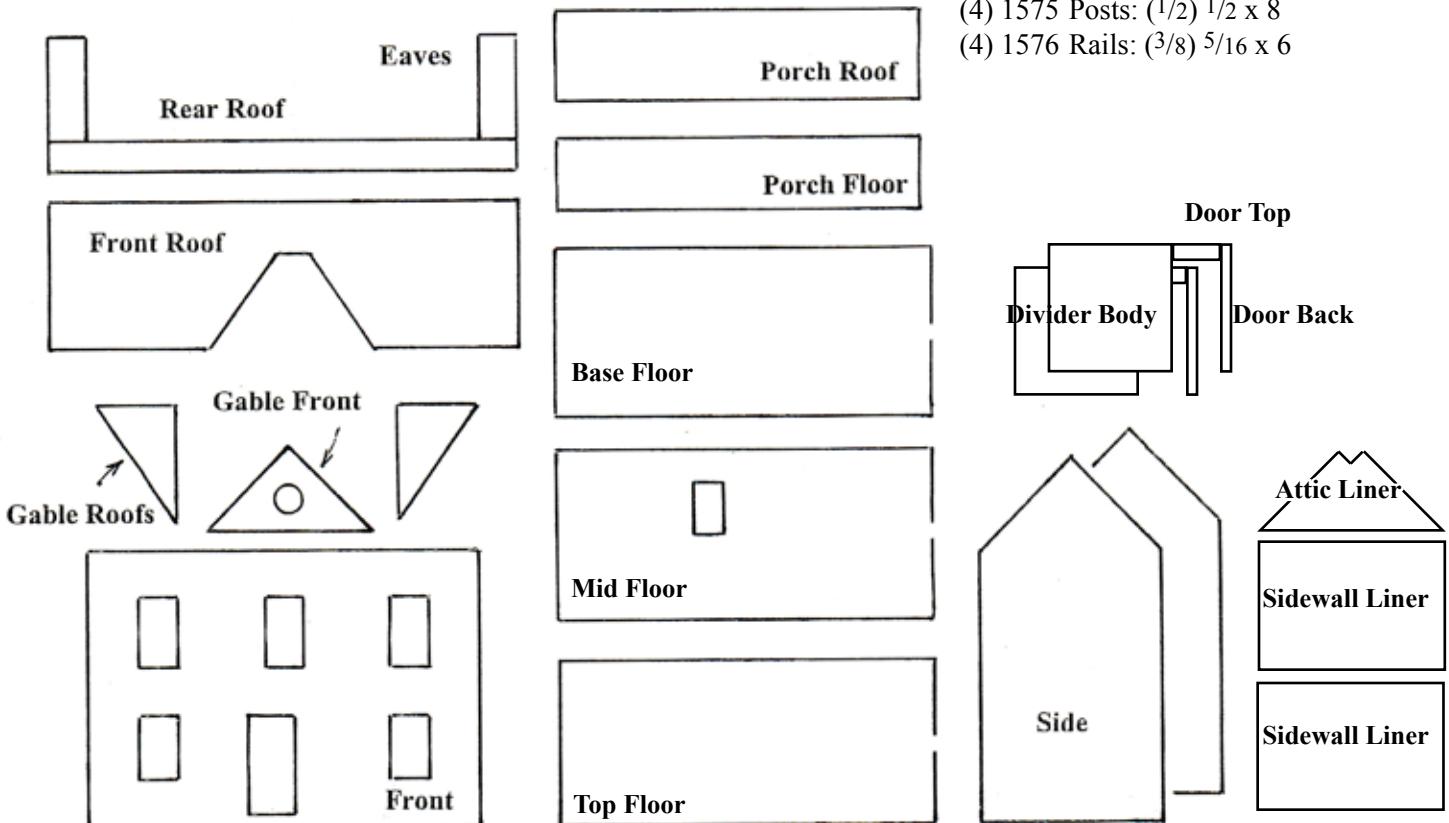 (4) 1575 Posts: (1/2) 1/2 x 8
(4) 1576 Rails: (3/8) 5/16 x 6
Eaves
Rear Roof
Porch Roof
Porch Floor
Front Roof
Door Top
Divider Body
Door Back
Base Floor
Gable Front
Gable Roofs
Attic Liner
Mid Floor
Sidewall Liner
Side
Sidewall Liner
Front
Top Floor